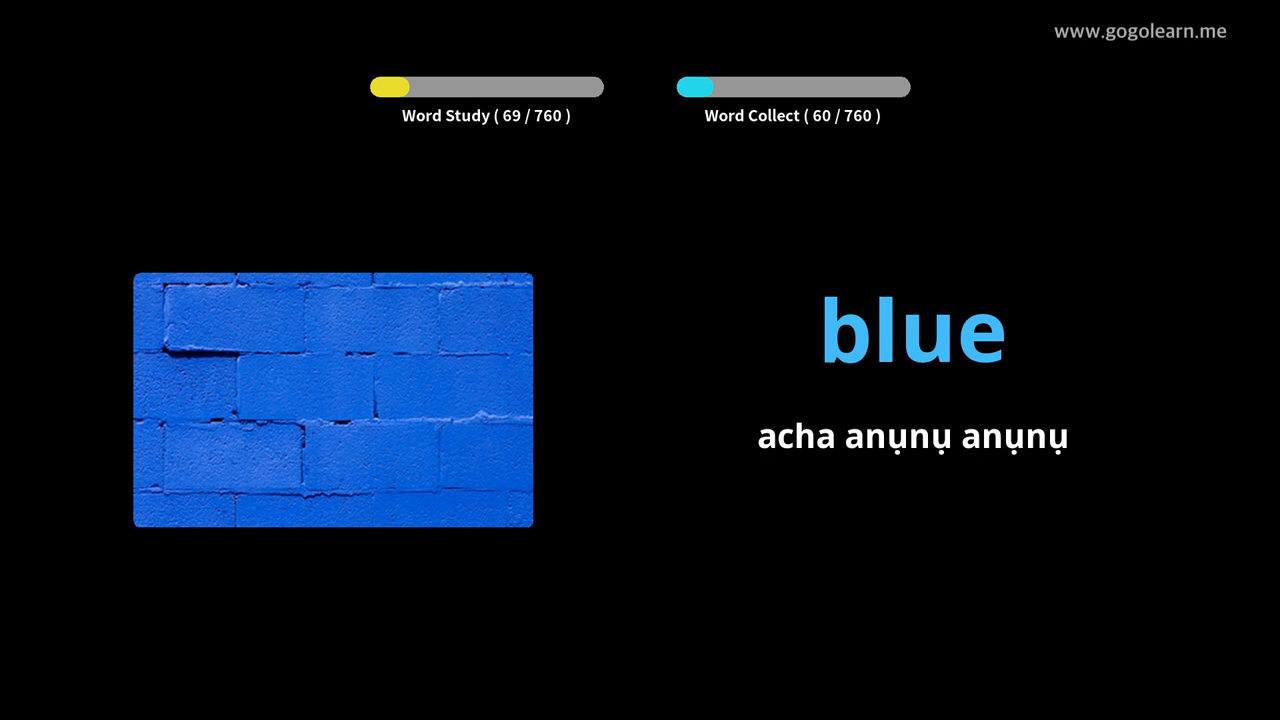 www.gogolearn.me
Word Study ( 69 / 760 )
Word Collect ( 60 / 760 )
blue
acha anụnụ anụnụ